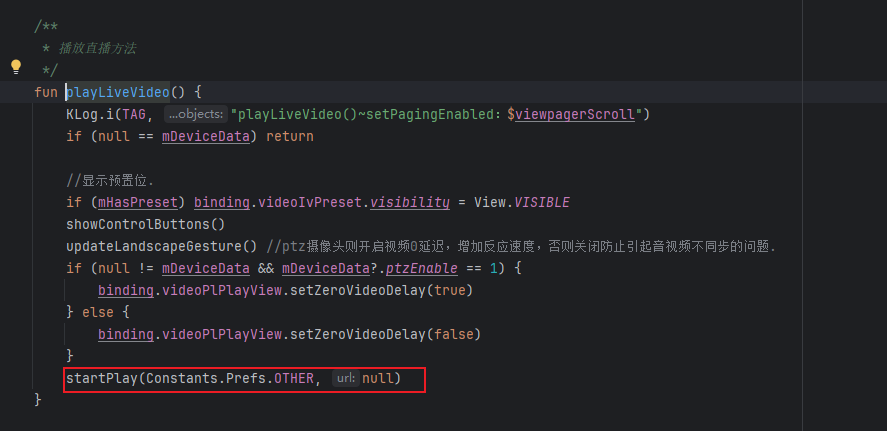 /**
 * 播放直播方法
 */
fun playLiveVideo() {
    KLog.i(TAG, ...objects: "playLiveVideo()~setPagingEnabled：$viewpagerScroll")
    if (null == mDeviceData) return
    //显示预置位.
    if (mHasPreset) binding.videoIvPreset.visibility = View.VISIBLE
    showControlButtons()
    updateLandscapeGesture() //ptz摄像头则开启视频0延迟，增加反应速度，否则关闭防止引起音视频不同步的问题.
    if (null != mDeviceData && mDeviceData?.ptzEnable == 1) {
        binding.videoPlPlayView.setZeroVideoDelay(true)
    } else {
        binding.videoPlPlayView.setZeroVideoDelay(false)
    }
    startPlay(Constants.Prefs.OTHER, url: null)
}